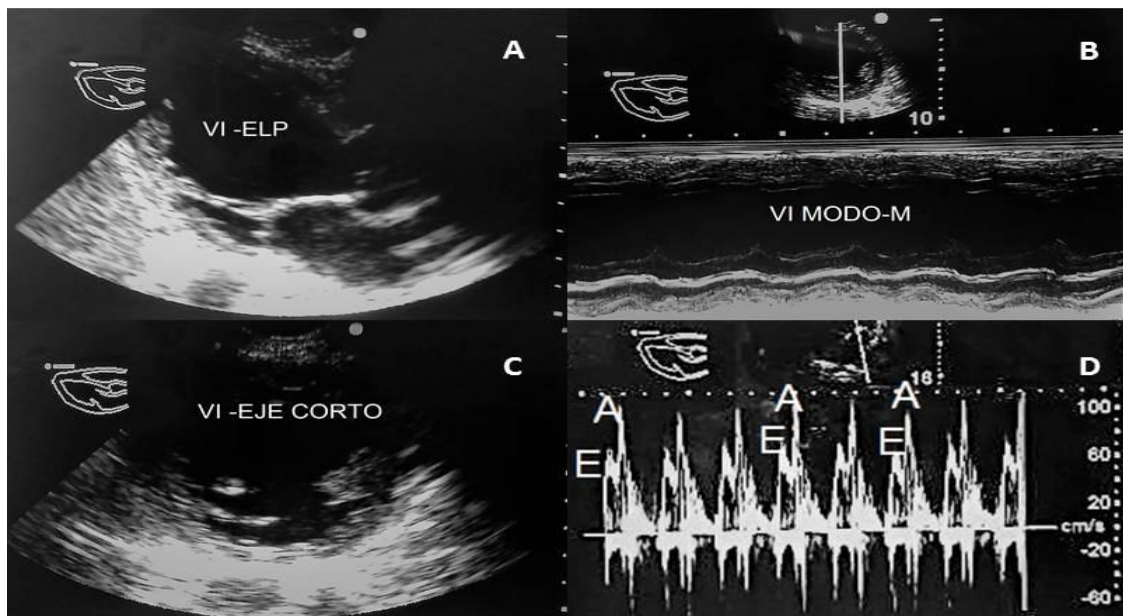 A
VI -ELP
B
10
VI MODO-M
C
VI -EJE CORTO
D
18
A
A
A
E
E
E
100
60
20
cm/s
-20
-60